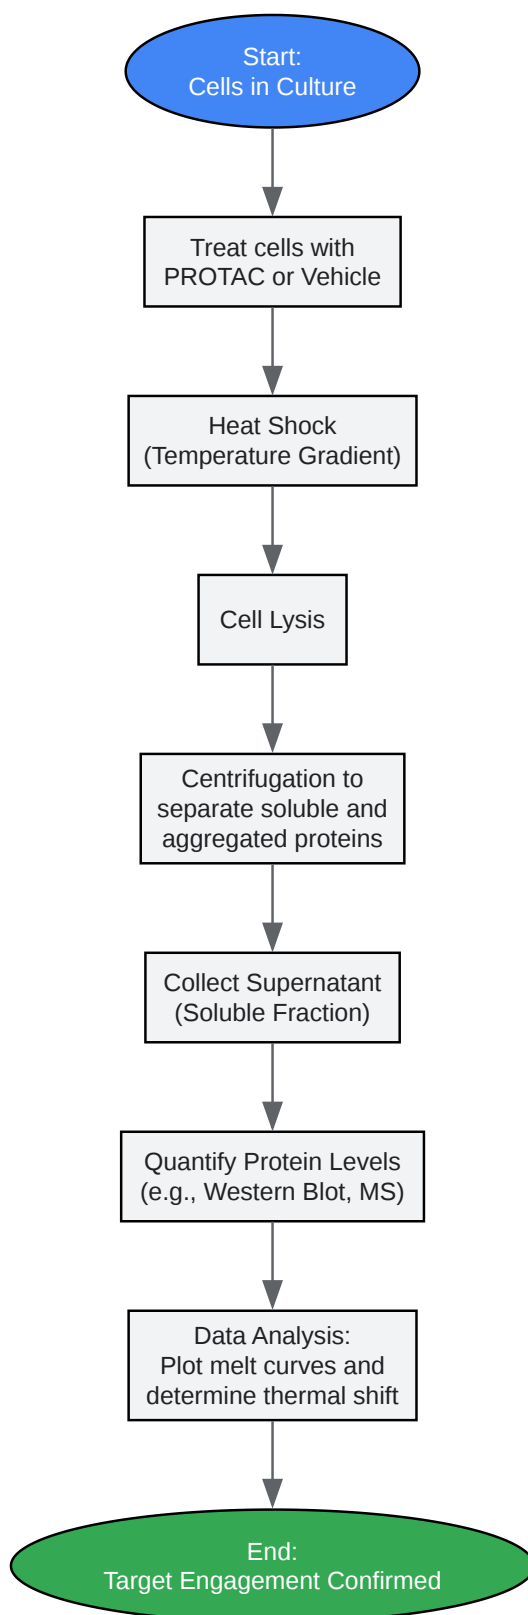 Start:
Cells in Culture
Treat cells with
PROTAC or Vehicle
Heat Shock
(Temperature Gradient)
Cell Lysis
Centrifugation to
separate soluble and
aggregated proteins
Collect Supernatant
(Soluble Fraction)
Quantify Protein Levels
(e.g., Western Blot, MS)
Data Analysis:
Plot melt curves and
determine thermal shift
End:
Target Engagement Confirmed